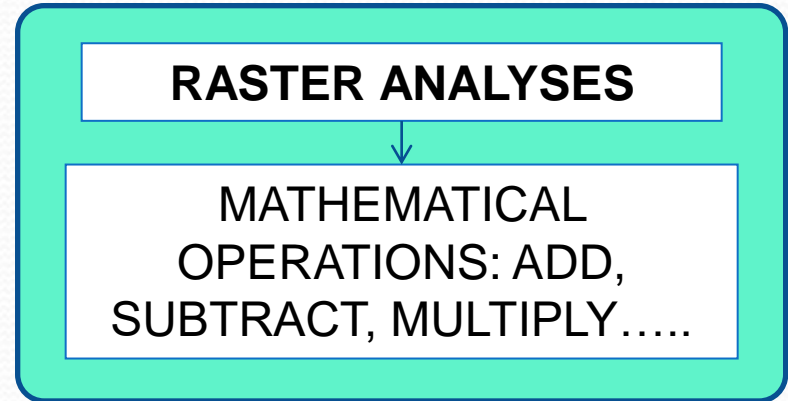 RASTER ANALYSES
MATHEMATICAL
OPERATIONS: ADD,
SUBTRACT, MULTIPLY…..